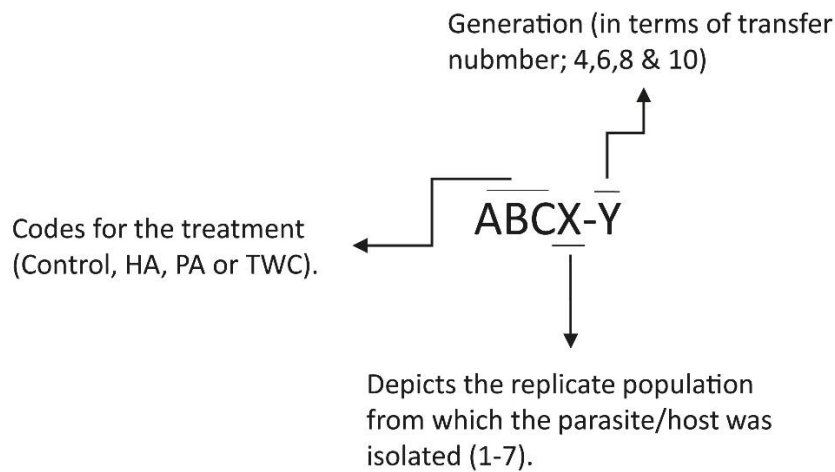 Generation (in terms of transfer
nubmber; 4,6,8 & 10)
ABCX-Y
Codes for the treatment
(Control, HA, PA or TWC).
Depicts the replicate population
from which the parasite/host was
isolated (1-7).